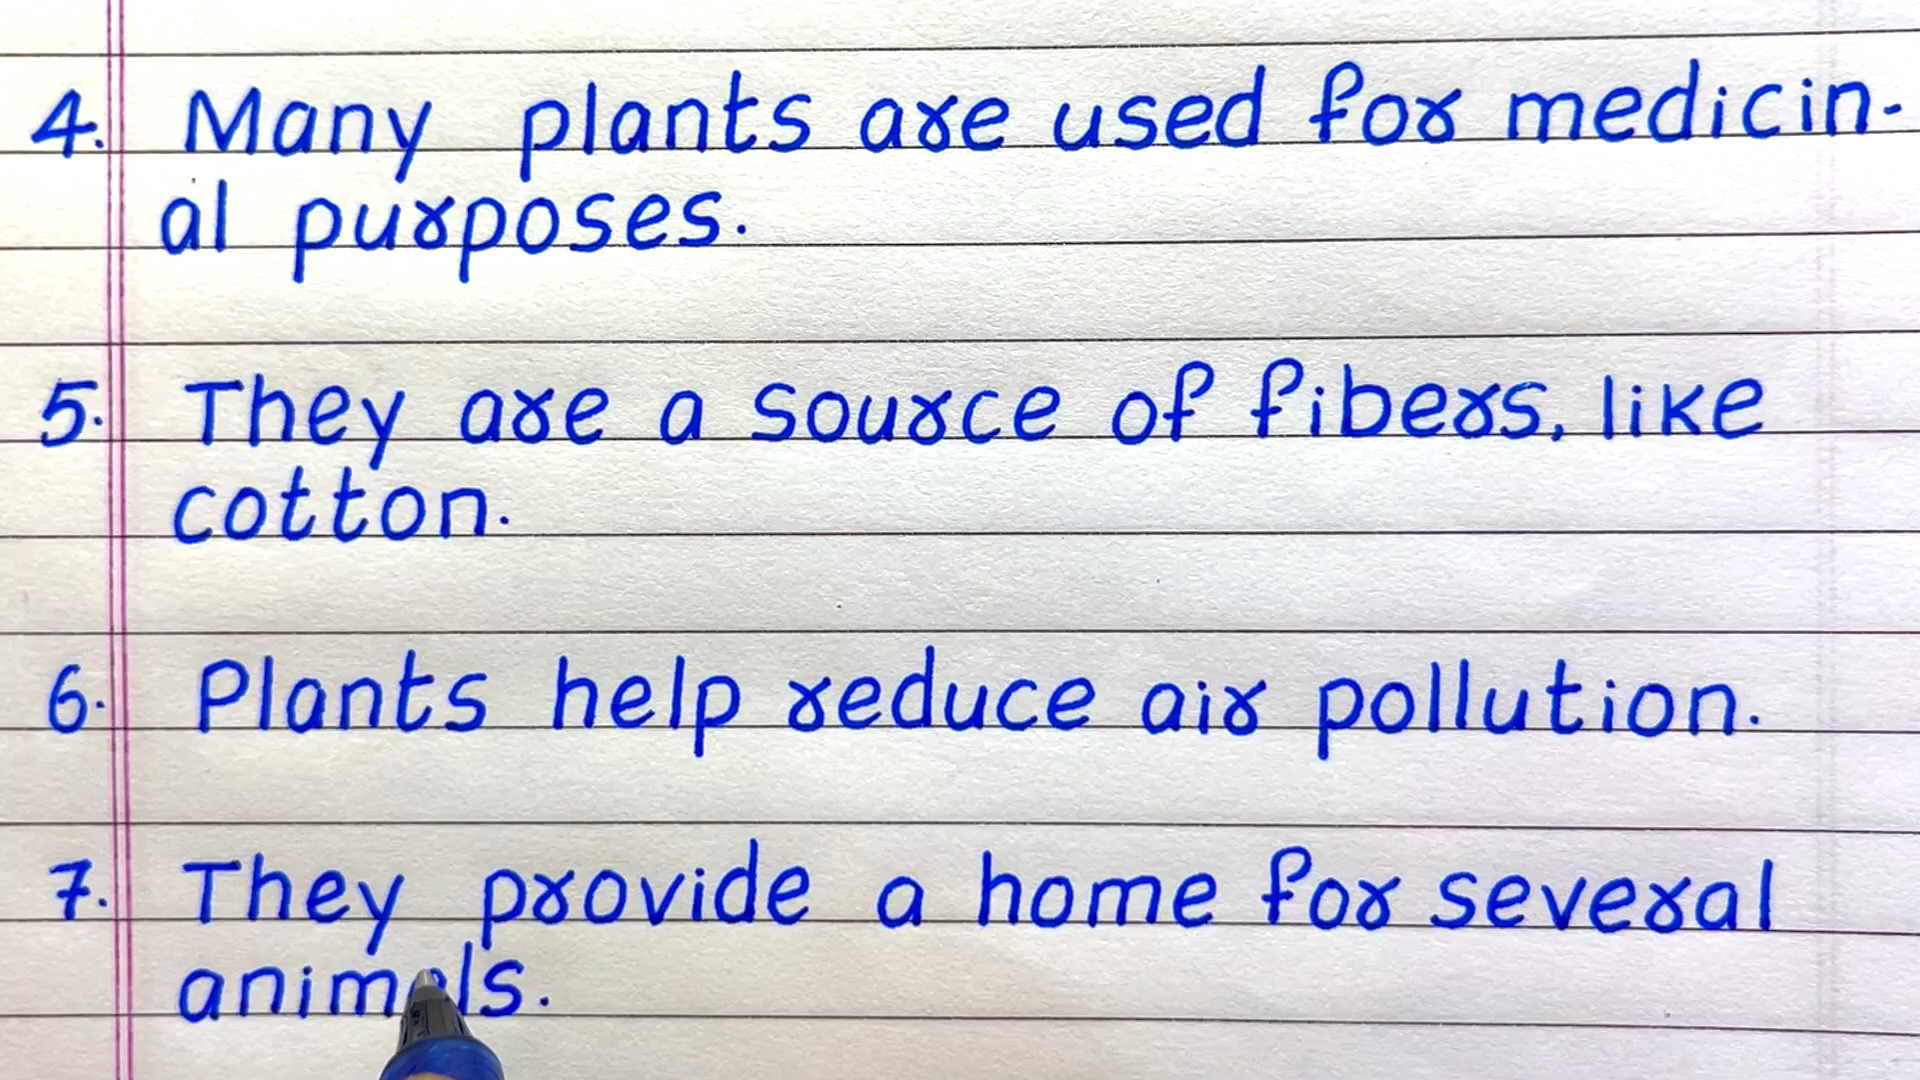 4. Many plants are used for medicin-
al purposes.
5. They are a source of fibers, like
cotton.
6. Plants help reduce air pollution.
7. They provide a home for several
animals.